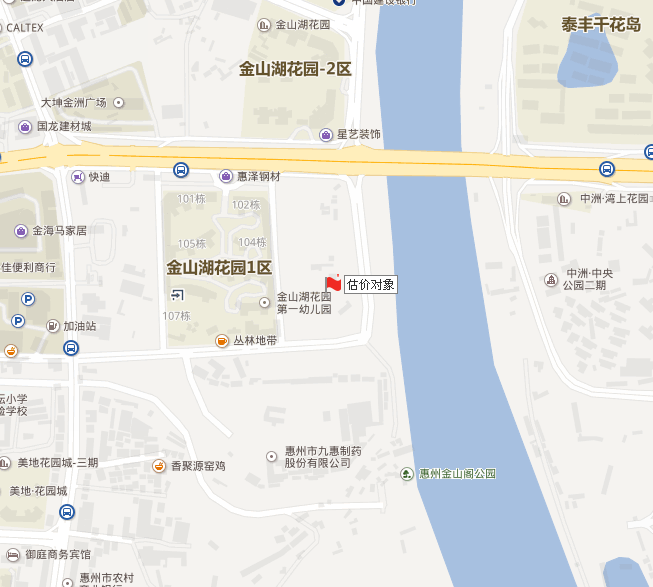 中国建设银行
CALTEX
金山湖花园
泰丰千花岛
金山湖花园-2区
大坤金洲广场
国龙建材城
星艺装饰
快迪
惠泽钢材
101栋
102栋
中洲·湾上花园
金海马家居
105栋
104栋
佳便利商行
金山湖花园1区
中洲·中央
公园二期
估价对象
金山湖花园
第一幼儿园
107栋
加油站
丛林地带
坛小学
验学校
惠州市九惠制药
股份有限公司
美地花园城-三期
香聚源窑鸡
惠州金山阁公园
美地·花园城
御庭商务宾馆
惠州市农村